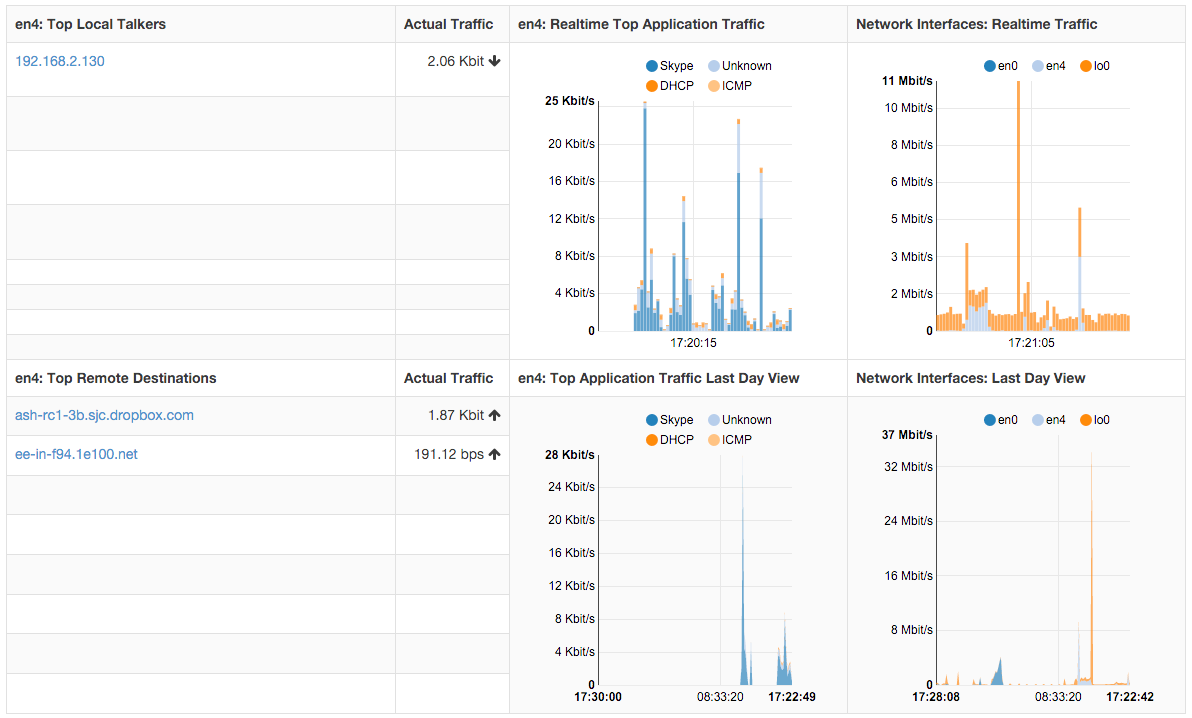 en4: Top Local Talkers
Actual Traffic
192.168.2.130
2.06 Kbit
en4: Realtime Top Application Traffic
Skype
Unknown
DHCP
ICMP
25 Kbit/s
20 Kbit/s
16 Kbit/s
12 Kbit/s
8 Kbit/s
4 Kbit/s
0
17:20:15
Network Interfaces: Realtime Traffic
en0
en4
lo0
11 Mbit/s
10 Mbit/s
8 Mbit/s
6 Mbit/s
5 Mbit/s
3 Mbit/s
2 Mbit/s
0
17:21:05
en4: Top Remote Destinations
Actual Traffic
ash-rc1-3b.sjc.dropbox.com
1.87 Kbit
ee-in-f94.1e100.net
191.12 bps
en4: Top Application Traffic Last Day View
Skype
Unknown
DHCP
ICMP
28 Kbit/s
24 Kbit/s
20 Kbit/s
16 Kbit/s
12 Kbit/s
8 Kbit/s
4 Kbit/s
0
17:30:00
08:33:20
17:22:49
Network Interfaces: Last Day View
en0
en4
lo0
37 Mbit/s
32 Mbit/s
24 Mbit/s
16 Mbit/s
8 Mbit/s
0
17:28:08
08:33:20
17:22:42